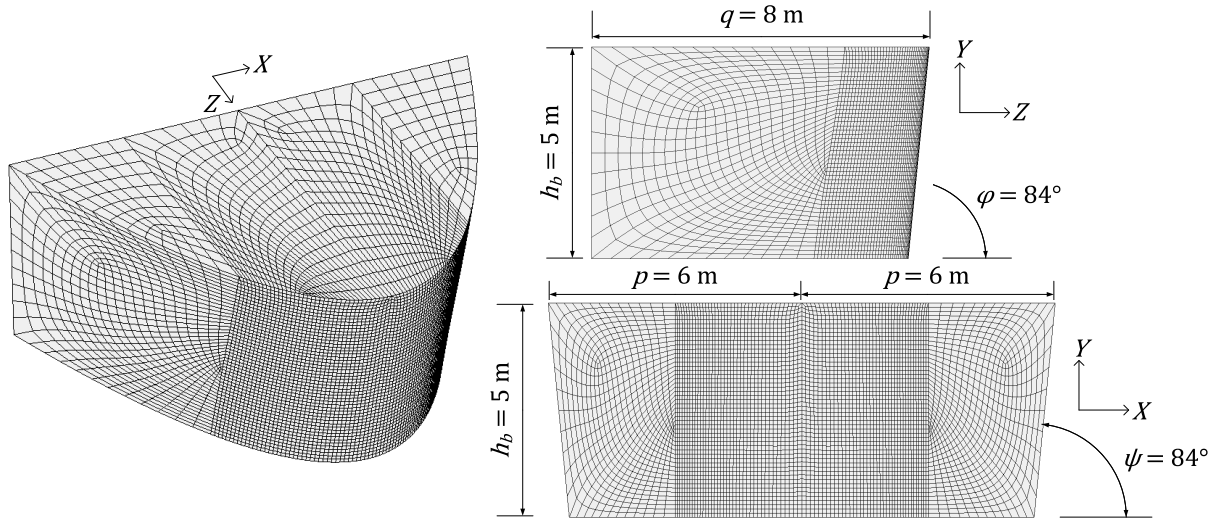 X
Z
q = 8 m
h_b = 5 m
Y
Z
φ = 84°
p = 6 m
p = 6 m
h_b = 5 m
Y
X
ψ = 84°